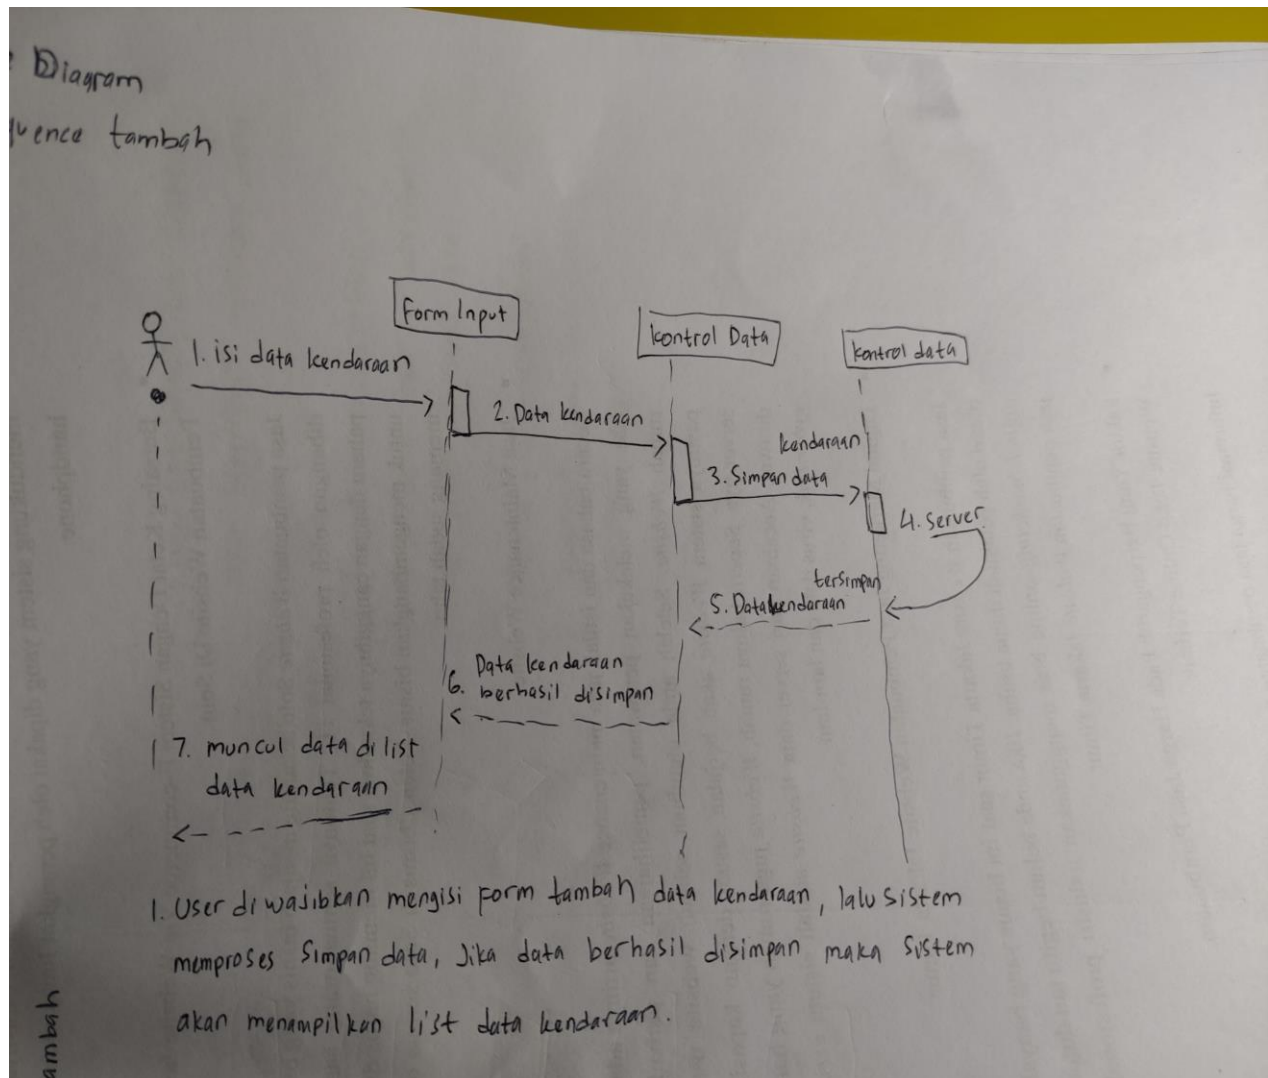 Diagram
quence tambah
Form Input
kontrol Data
kontrol data
1. isi data kendaraan
2. Data kendaraan
kendaraan
3. Simpan data
4. Server
tersimpan
5. Data kendaraan
6. Data kendaraan
berhasil disimpan
7. muncul data di list
data kendaraan
1. User diwajibkan mengisi form tambah data kendaraan, lalu sistem
memproses Simpan data, Jika data berhasil disimpan maka sistem
akan menampilkan list data kendaraan.
ambah